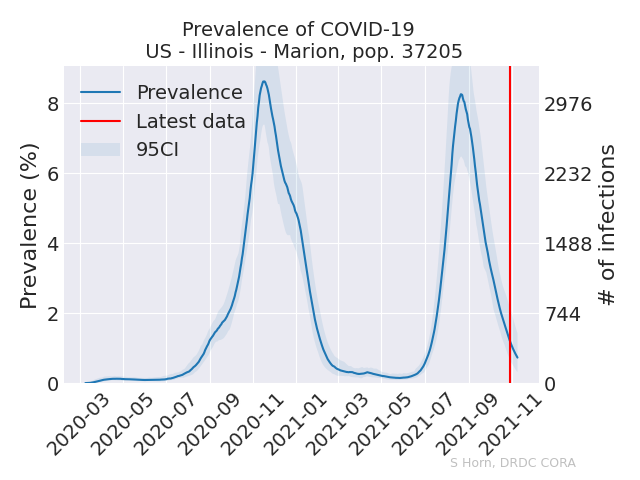 Prevalence of COVID-19
US - Illinois - Marion, pop. 37205
Prevalence
Latest data
95CI
Prevalence (%)
8
6
4
2
0
2976
2232
1488
744
0
# of infections
2020-03
2020-05
2020-07
2020-09
2020-11
2021-01
2021-03
2021-05
2021-07
2021-09
2021-11
S Horn, DRDC CORA